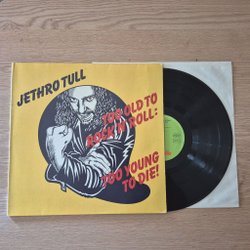 JETHRO TULL
TOO OLD TO
ROCK 'N' ROLL:
TOO YOUNG
TO DIE!